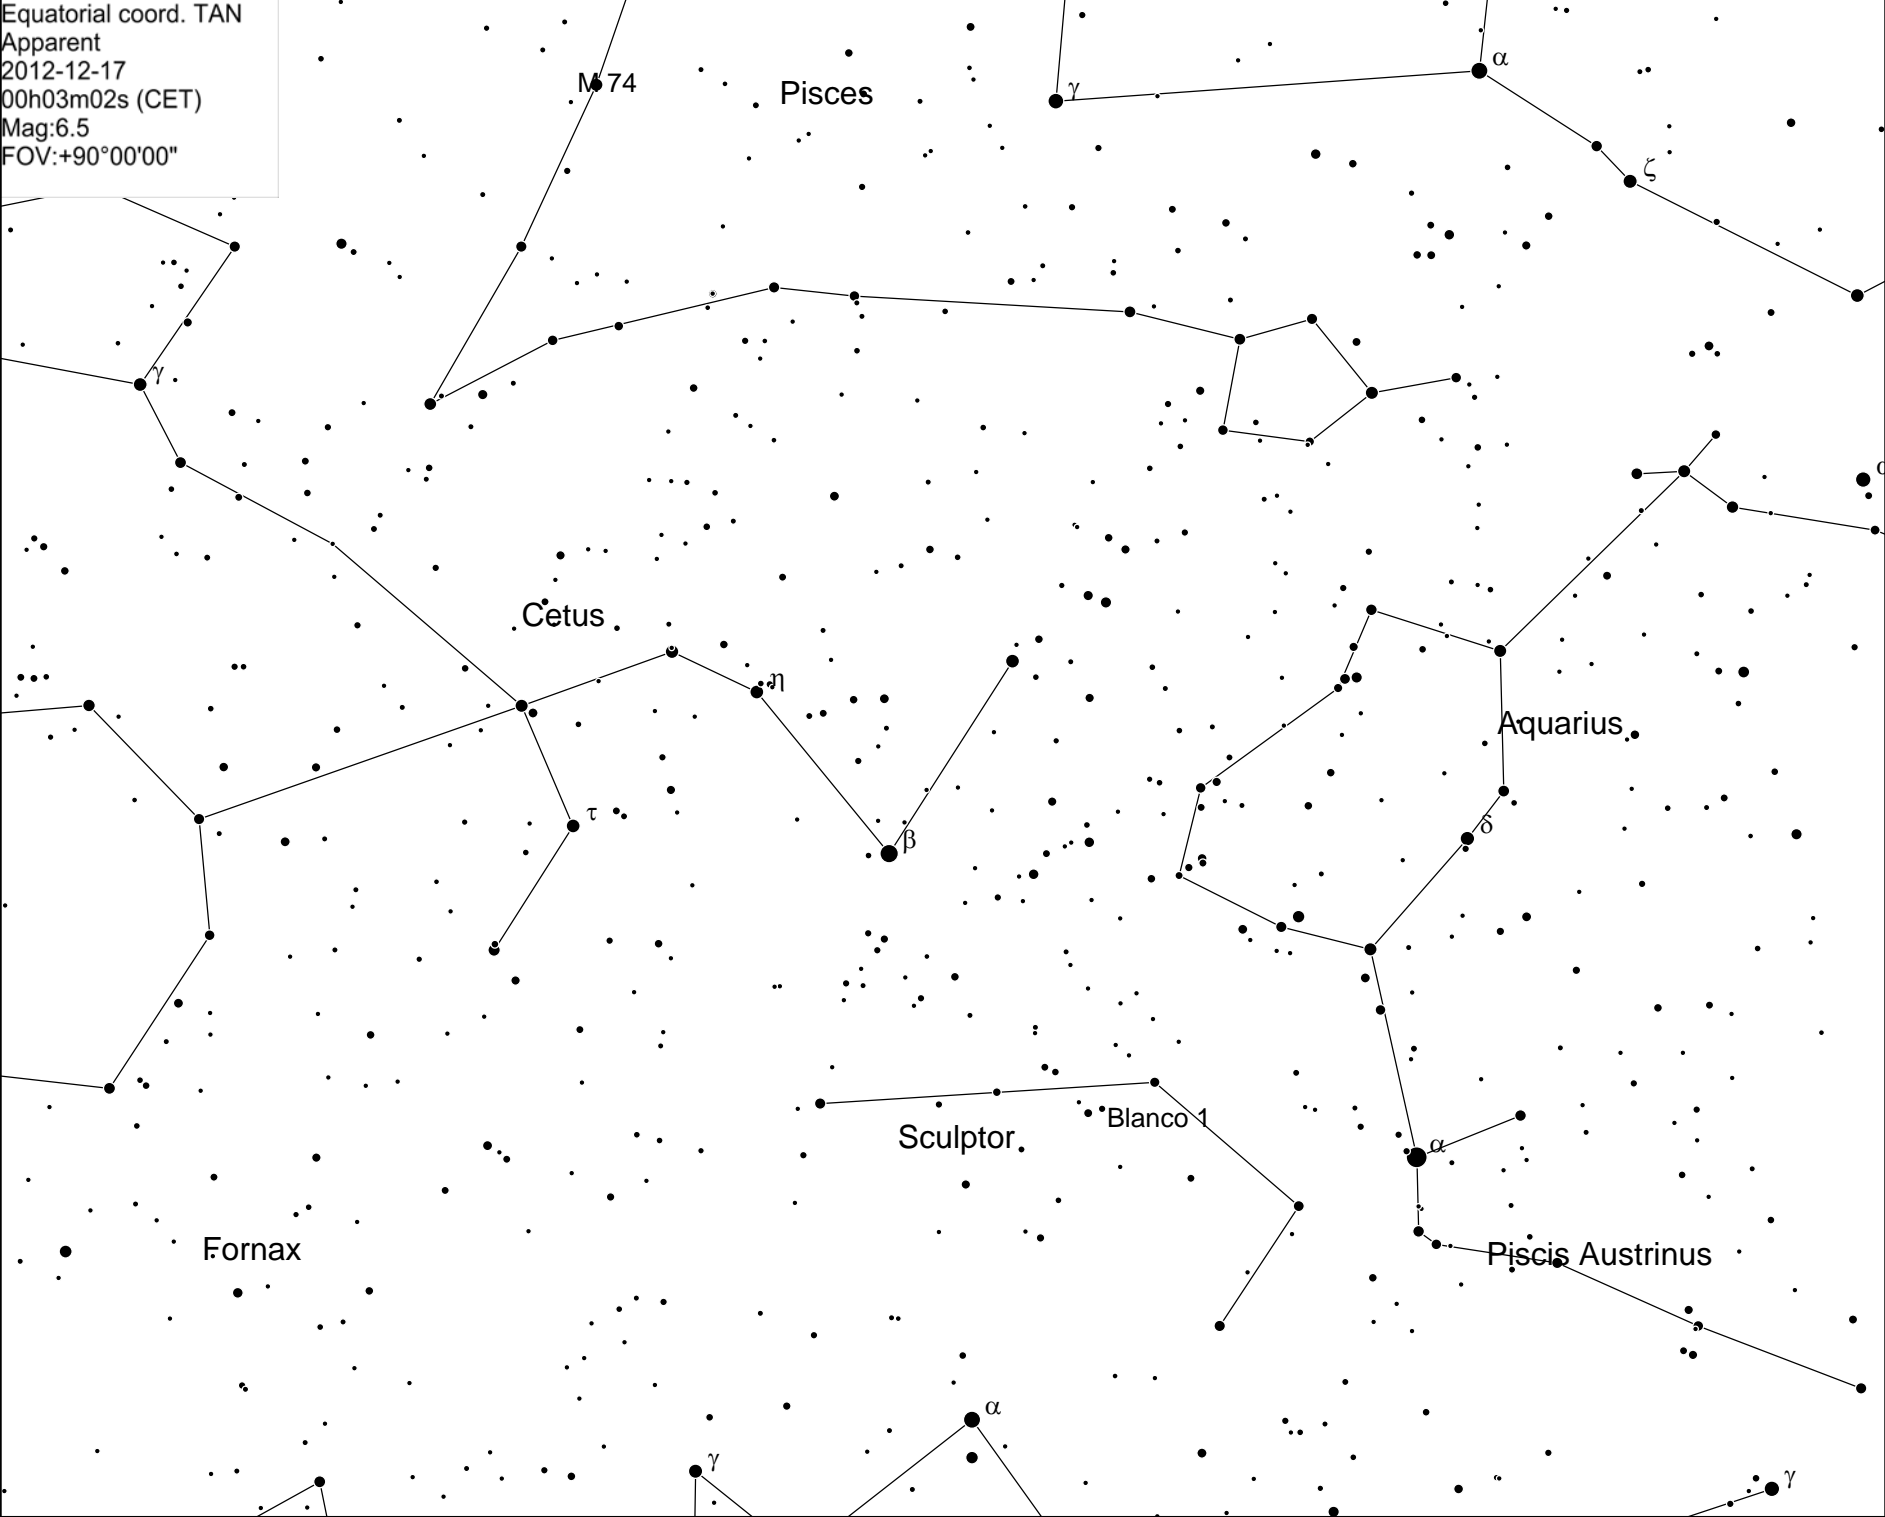 Equatorial coord. TAN
Apparent
2012-12-17
00h03m02s (CET)
Mag:6.5
FOV:+90°00'00"
M 74
Pisces
γ
α
ζ
γ
α
Cetus
η
Aquarius
τ
β
δ
Blanco 1
Sculptor
α
Fornax
Piscis Austrinus
α
γ
γ